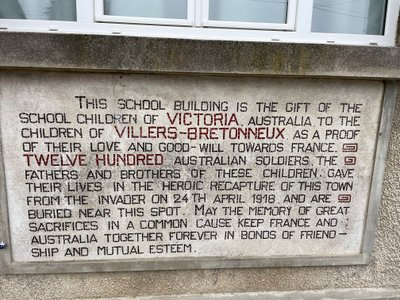 THIS SCHOOL BUILDING IS THE GIFT OF THE
SCHOOL CHILDREN OF VICTORIA, AUSTRALIA TO THE
CHILDREN OF VILLERS-BRETONNEUX AS A PROOF
OF THEIR LOVE AND GOOD-WILL TOWARDS FRANCE.
TWELVE HUNDRED AUSTRALIAN SOLDIERS, THE
FATHERS AND BROTHERS OF THESE CHILDREN, GAVE
THEIR LIVES IN THE HEROIC RECAPTURE OF THIS TOWN
FROM THE INVADER ON 24TH APRIL 1918, AND ARE
BURIED NEAR THIS SPOT. MAY THE MEMORY OF GREAT
SACRIFICES IN A COMMON CAUSE KEEP FRANCE AND
AUSTRALIA TOGETHER FOREVER IN BONDS OF FRIEND-
SHIP AND MUTUAL ESTEEM.